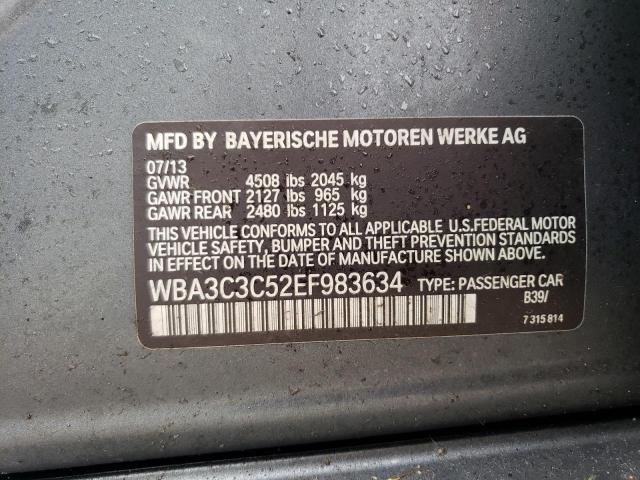 MFD BY BAYERISCHE MOTOREN WERKE AG
07/13
GVWR 4508 lbs 2045 kg
GAWR FRONT 2127 lbs 965 kg
GAWR REAR 2480 lbs 1125 kg
THIS VEHICLE CONFORMS TO ALL APPLICABLE U.S.FEDERAL MOTOR
VEHICLE SAFETY, BUMPER AND THEFT PREVENTION STANDARDS
IN EFFECT ON THE DATE OF MANUFACTURE SHOWN ABOVE.
WBA3C3C52EF983634 TYPE: PASSENGER CAR
B39/
7 315 814